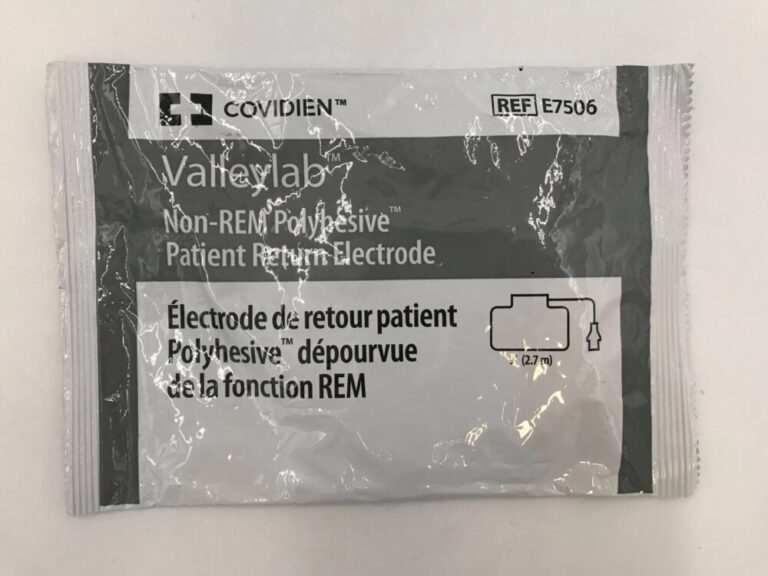 COVIDIEN™
REF E7506
Valleylab™
Non-REM Polyhesive™
Patient Return Electrode
Électrode de retour patient
Polyhesive™ dépourvue
de la fonction REM
(2.7 m)